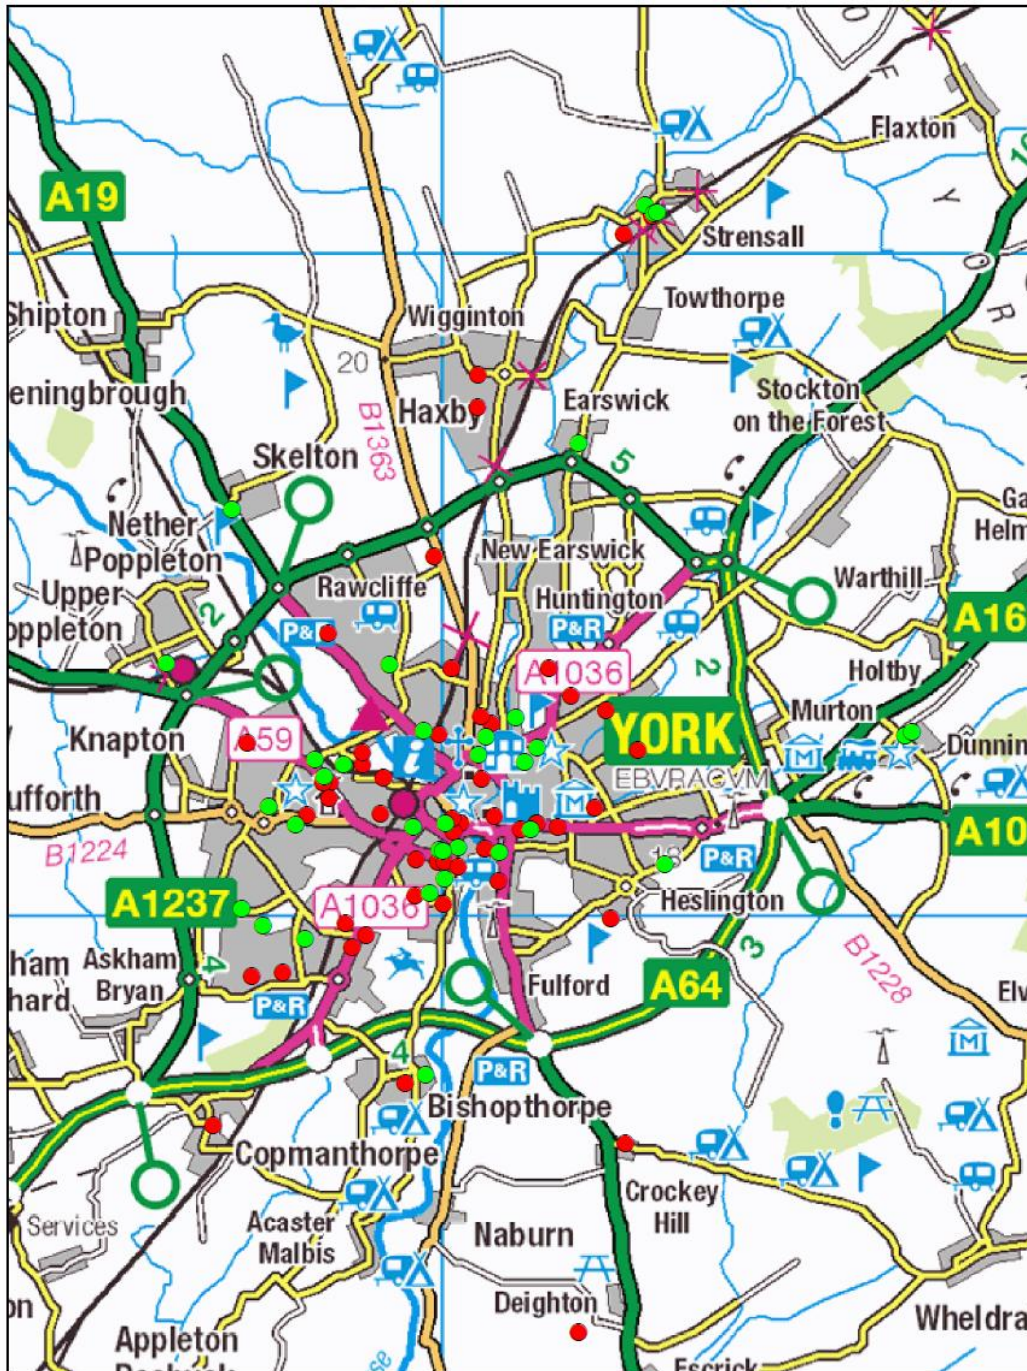 Flaxton
A19
Y
Strensall
O
R
Shipton
Wigginton
Towthorpe
20
eningbrough
Haxby
Earswick
Stockton
on the Forest
B1363
Skelton
5
Nether
Poppleton
New Earswick
Ga
Helm
Upper
oppleton
Rawcliffe
Huntington
Warthill
2
P&R
P&R
A16
A1036
2
Holtby
Knapton
A59
i
YORK
Murton
EBVRACVM
Dunnin
ufforth
B1224
A10
P&R
A1237
A1036
Heslington
ham
hard
Askham
Bryan
4
P&R
Fulford
A64
3
B1228
Elv
4
P&R
Bishopthorpe
Copmanthorpe
Services
Acaster
Malbis
Naburn
Crockey
Hill
on
Deighton
Wheldra
Appleton
Escrick